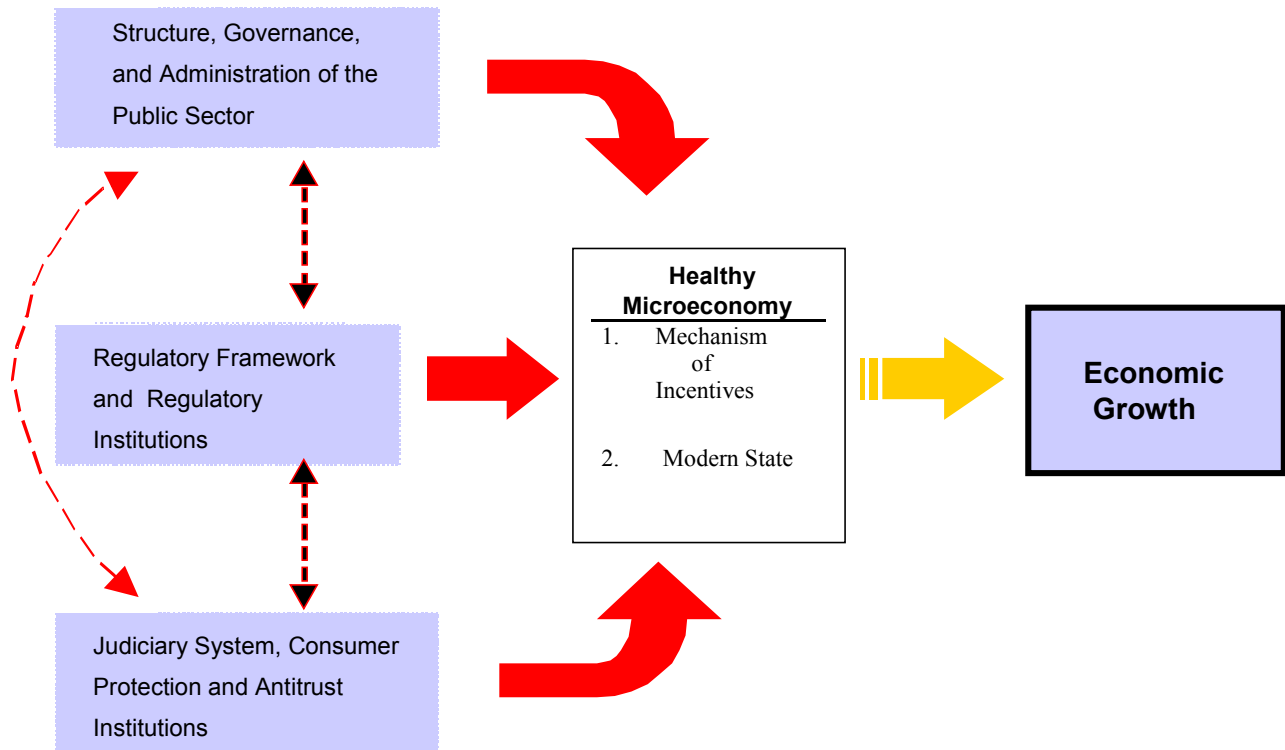 Structure, Governance,
and Administration of the
Public Sector
Regulatory Framework
and Regulatory
Institutions
Judiciary System, Consumer
Protection and Antitrust
Institutions
Healthy
Microeconomy
1. Mechanism
of
Incentives
2. Modern State
Economic
Growth